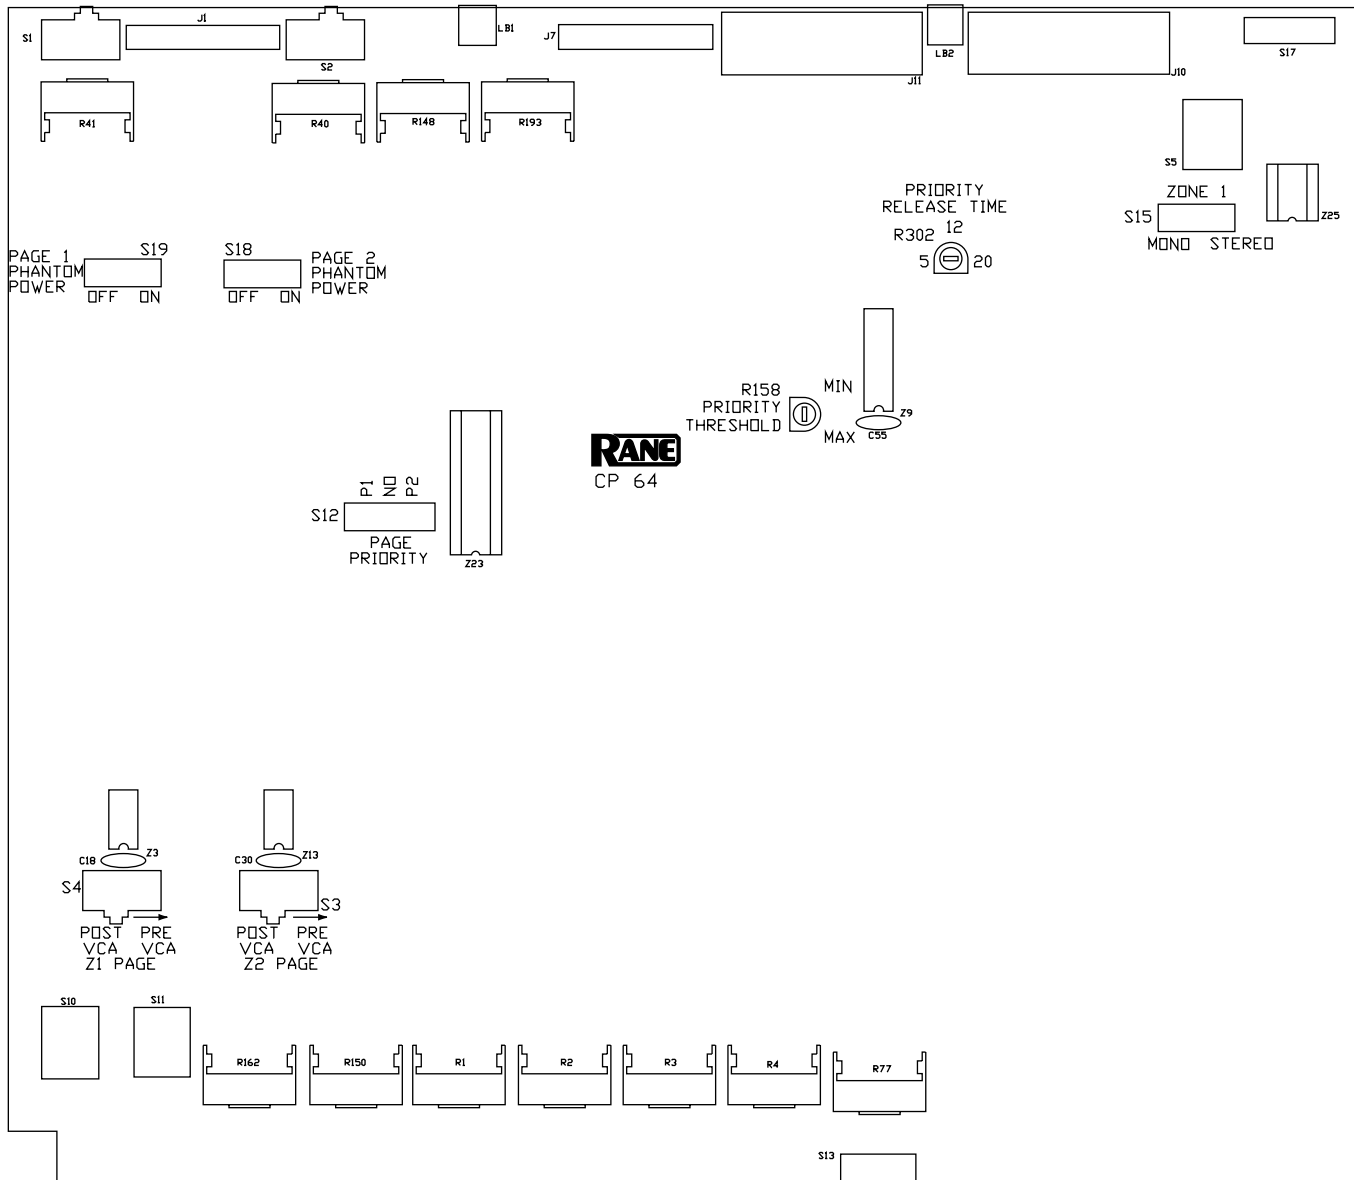 S1
J1
S2
LB1
J7
J11
LB2
J10
S17
R41
R40
R148
R193
S5
Z25
ZONE 1
S15
MONO STEREO
PRIORITY
RELEASE TIME
12
R302
5 20
PAGE 1
PHANTOM
POWER
S19
OFF ON
S18
OFF ON
PAGE 2
PHANTOM
POWER
R158
PRIORITY
THRESHOLD
MIN
MAX
Z9
C55
RANE
CP 64
P1 NO P2
S12
PAGE
PRIORITY
Z23
C18
Z3
S4
POST PRE
VCA VCA
Z1 PAGE
C30
Z13
S3
POST PRE
VCA VCA
Z2 PAGE
S10
S11
R162
R150
R1
R2
R3
R4
R77
S13